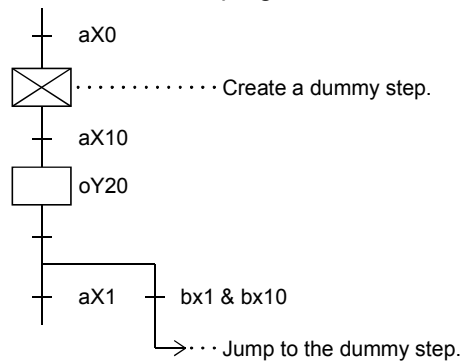 aX0
Create a dummy step.
aX10
oY20
aX1
bx1 & bx10
Jump to the dummy step.